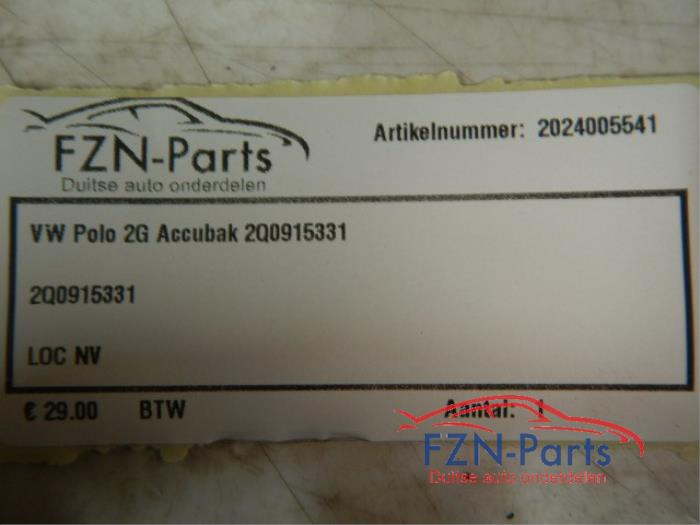 FZN-Parts
Duitse auto onderdelen
Artikelnummer: 2024005541
VW Polo 2G Accubak 2Q0915331
2Q0915331
LOC NV
€ 29.00 BTW Aantal: 1
FZN-Parts
Duitse auto onderdelen